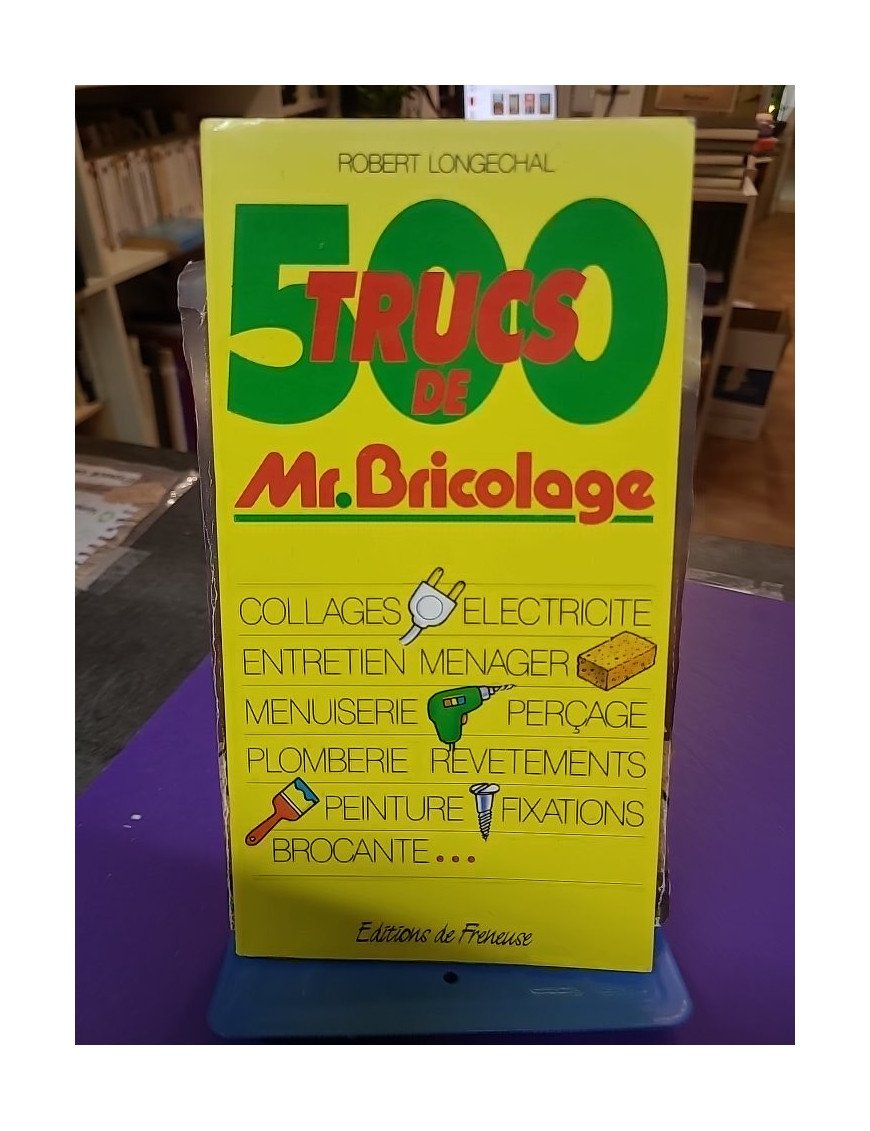 ROBERT LONGECHAL
500
TRUCS
DE
Mr.Bricolage
COLLAGES ELECTRICITE
ENTRETIEN MENAGER
MENUISERIE PERÇAGE
PLOMBERIE REVETEMENTS
PEINTURE FIXATIONS
BROCANTE...
Editions de Freneuse